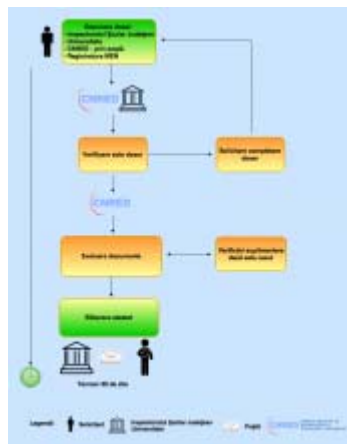 Depunere dosar:
- Inspectoratul Școlar Județean
- Universitate
- CNRED - prin poștă
- Registratura MEN
CNRED
Verificare acte dosar
Solicitare completare
dosar
CNRED
Evaluare documente
Verificări suplimentare
dacă este cazul
Eliberare atestat
Termen 30 de zile
Legendă:
Solicitant
Inspectoratul Școlar Județean
Universitate
Poștă
CNRED